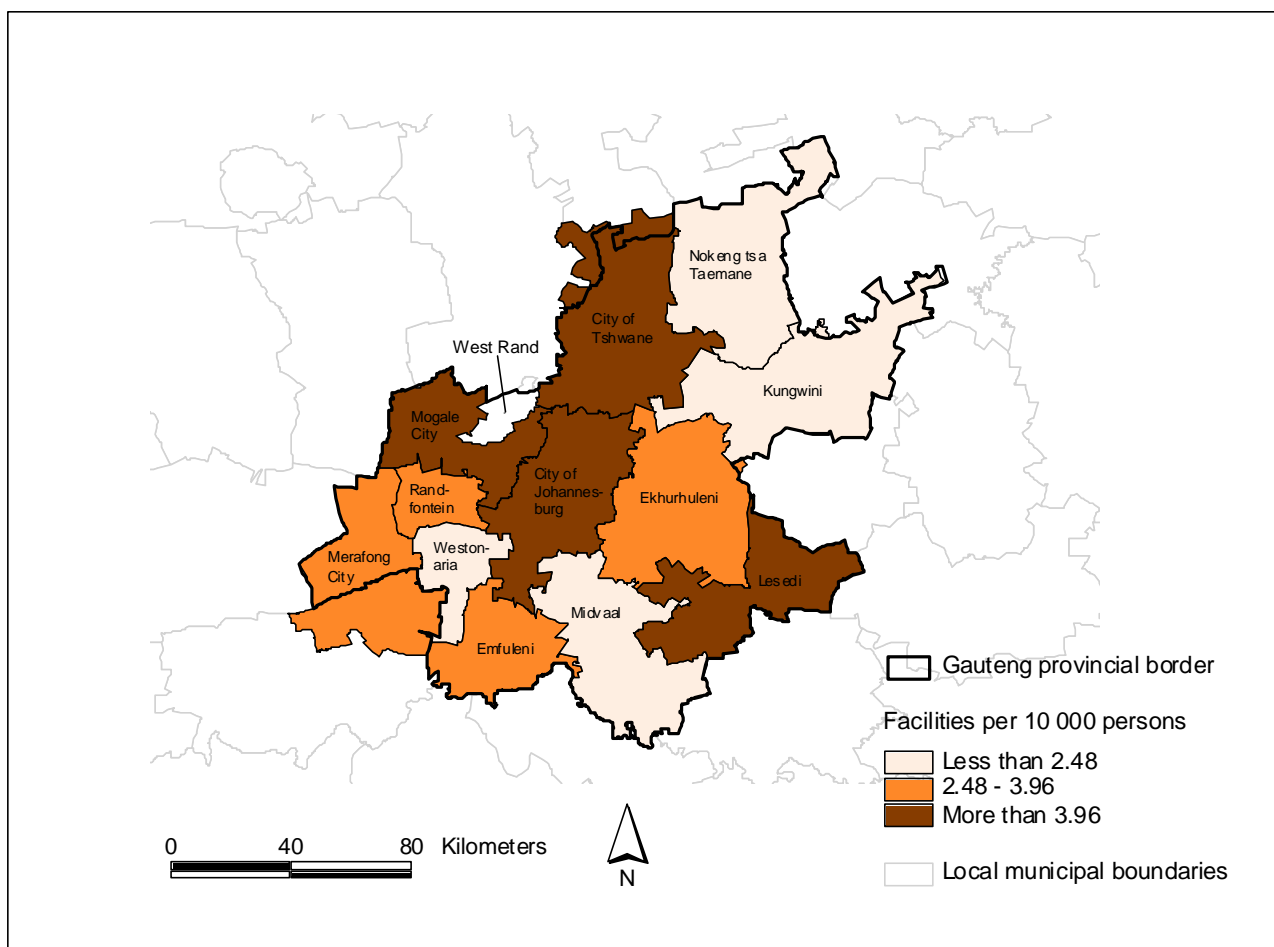 Nokeng tsa
Taemane
City of
Tshwane
West Rand
Kungwini
Mogale
City
City of
Johannes-
burg
Rand-
fontein
Ekhurhuleni
Weston-
aria
Merafong
City
Lesedi
Midvaal
Emfuleni
Gauteng provincial border
Facilities per 10 000 persons
Less than 2.48
2.48 - 3.96
More than 3.96
Local municipal boundaries
0 40 80 Kilometers
N